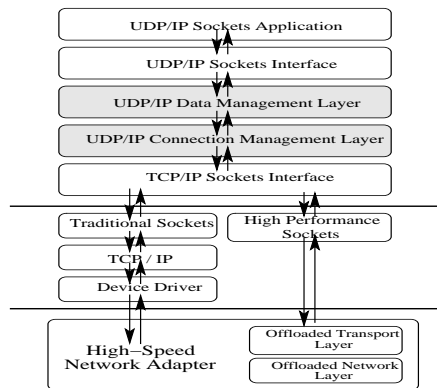 UDP/IP Sockets Application
UDP/IP Sockets Interface
UDP/IP Data Management Layer
UDP/IP Connection Management Layer
TCP/IP Sockets Interface
Traditional Sockets
TCP / IP
Device Driver
High Performance
Sockets
High-Speed
Network Adapter
Offloaded Transport
Layer
Offloaded Network
Layer